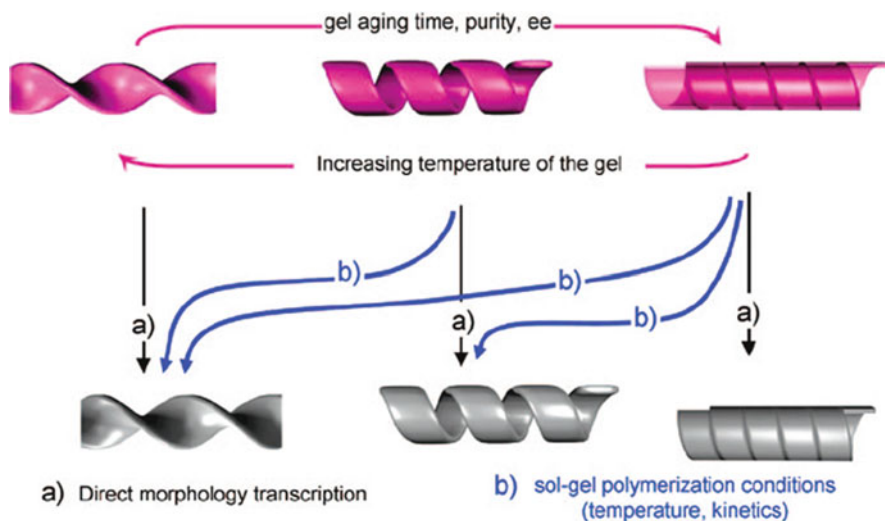 gel aging time, purity, ee
Increasing temperature of the gel
b)
b)
a)
a)
b)
a)
a) Direct morphology transcription
b) sol-gel polymerization conditions
(temperature, kinetics)